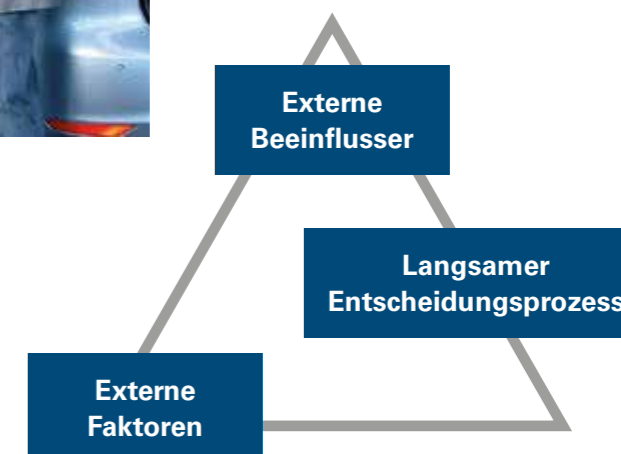 Externe
Beeinflusser
Langsamer
Entscheidungsprozess
Externe
Faktoren